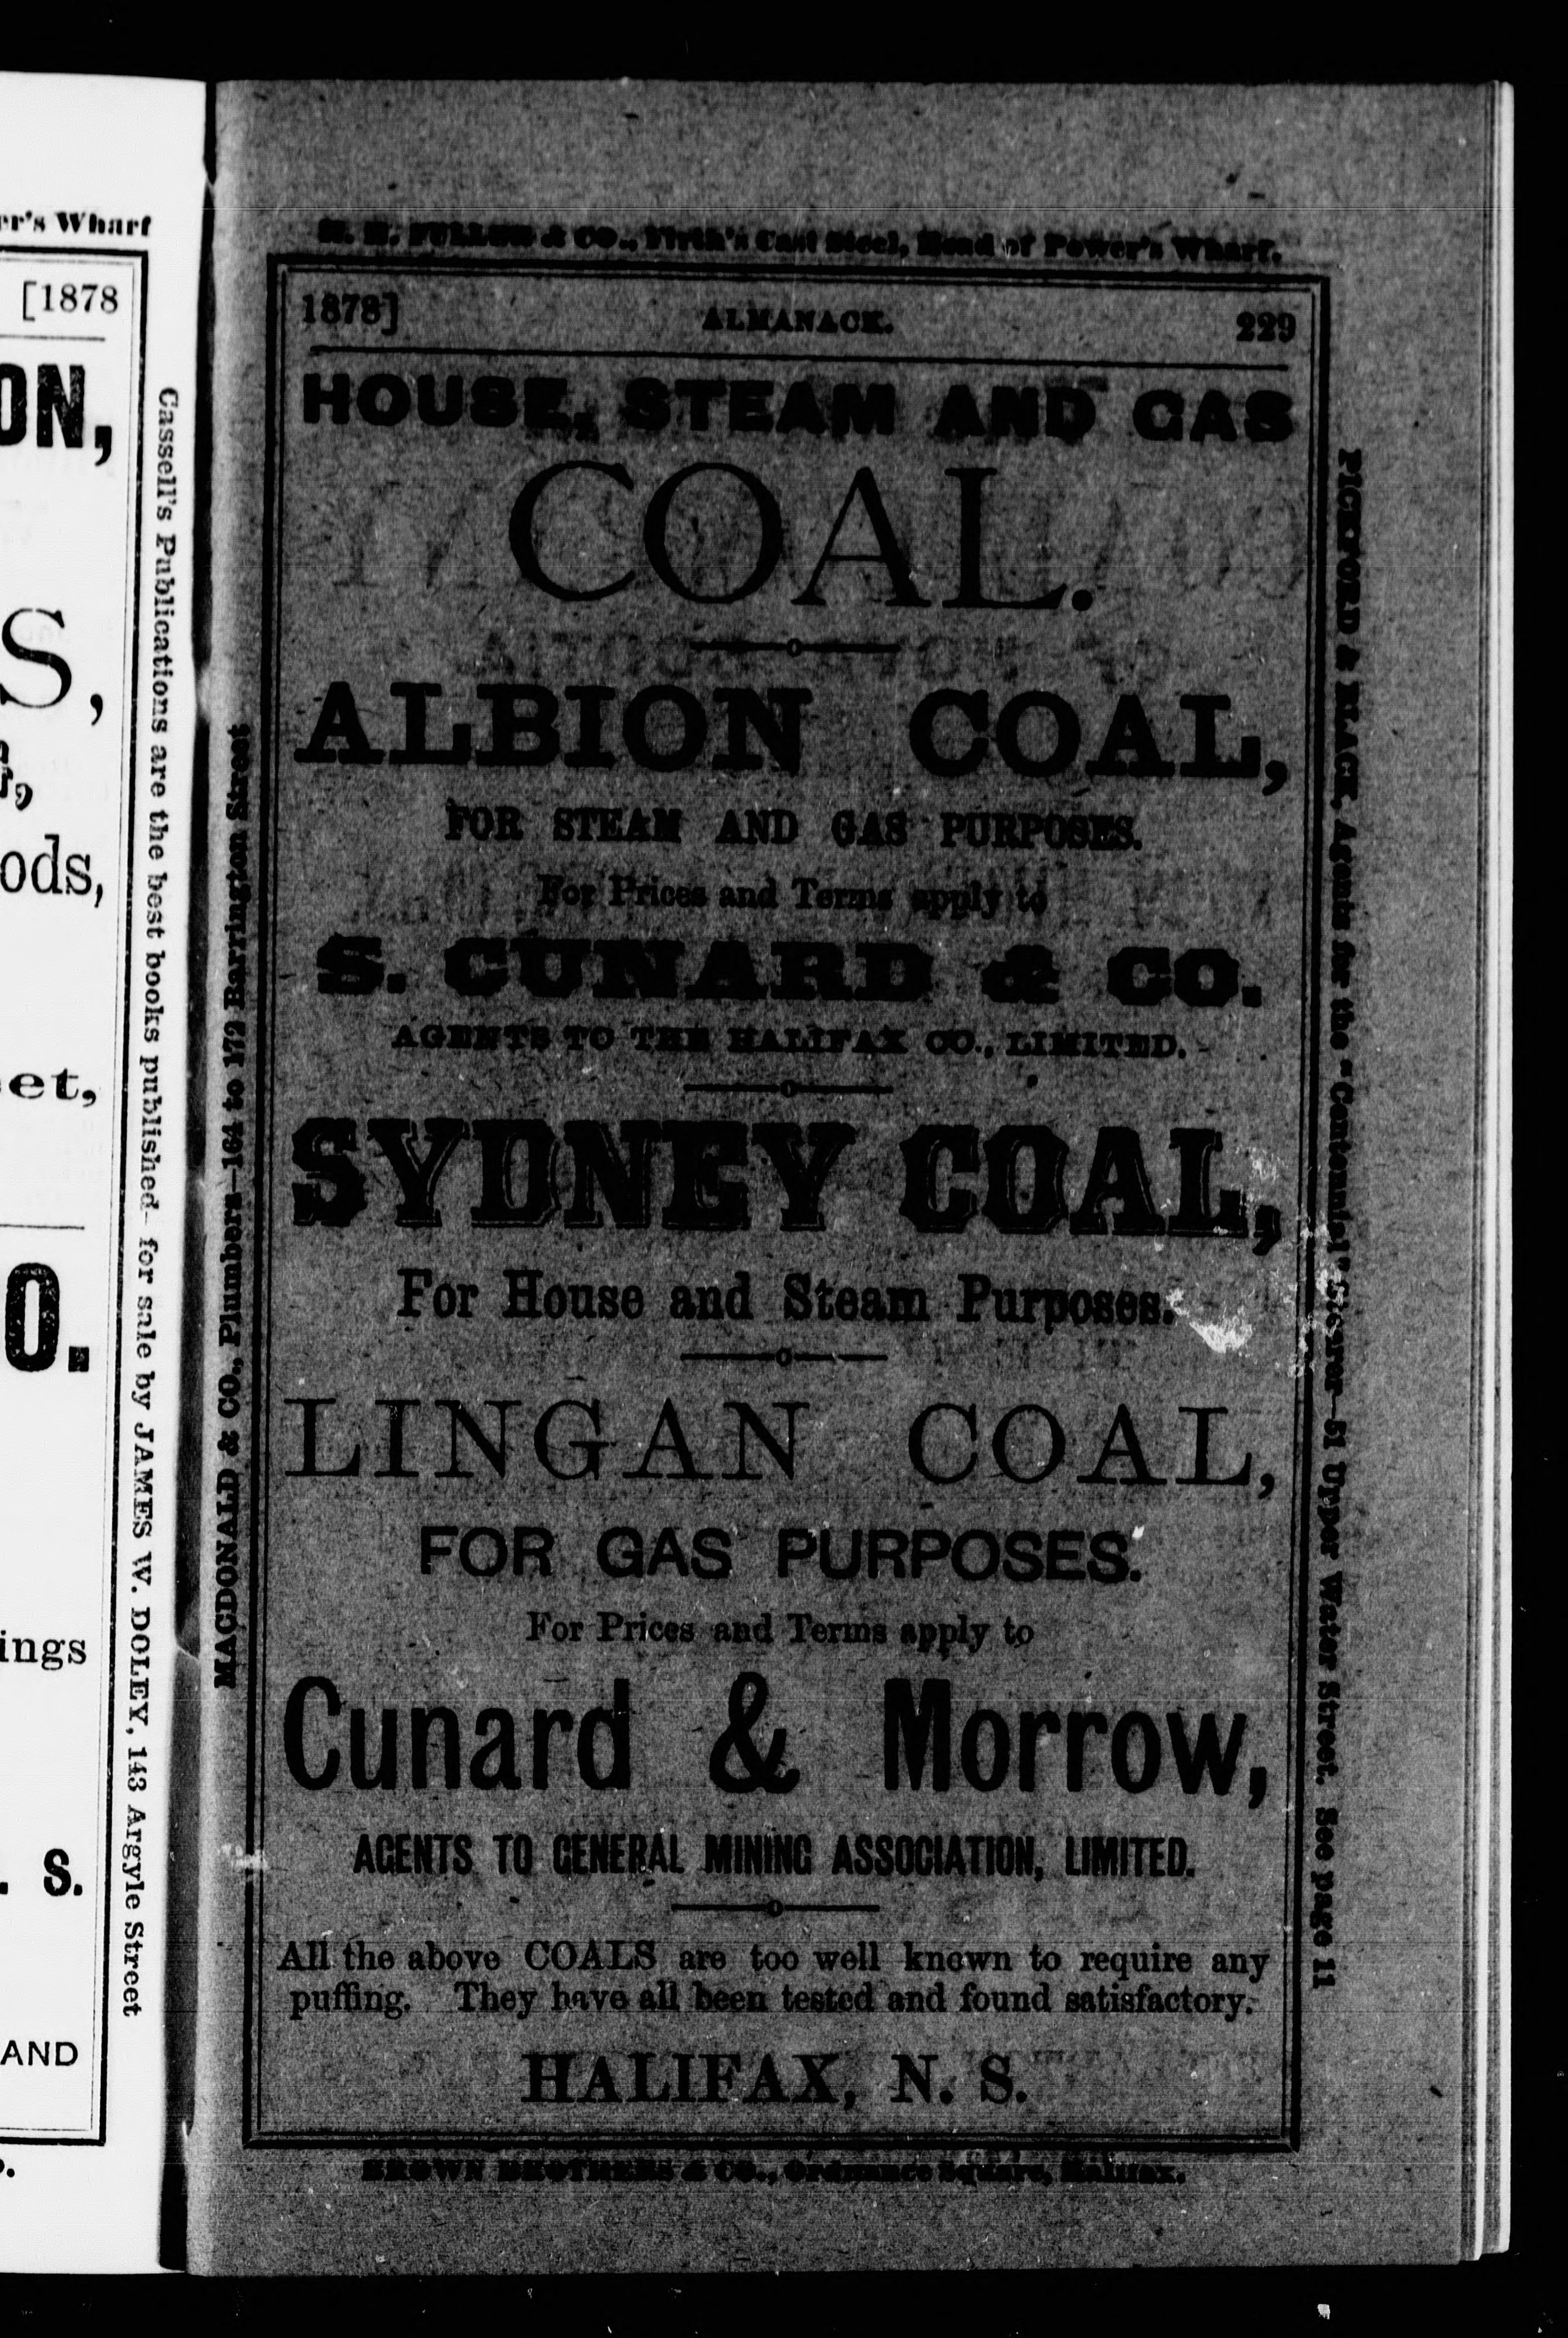 er's Wharf
[1878
ON,
S,
ods,
et,
O.
ings
. S.
AND
Cassell's Publications are the best books published—for sale by JAMES W. DOLEY, 143 Argyle Street
MACDONALD & CO., Plumbers—164 to 172 Barrington Street
H. H. FULLER & CO., Firth's Cast Steel, Head of Power's Wharf.
1878] ALMANACK. 229
HOUSE, STEAM AND GAS
COAL.
ALBION COAL,
FOR STEAM AND GAS PURPOSES.
For Prices and Terms apply to
S. CUNARD & CO.
AGENTS TO THE HALIFAX CO., LIMITED.
SYDNEY COAL,
For House and Steam Purposes.
LINGAN COAL,
FOR GAS PURPOSES.
For Prices and Terms apply to
Cunard & Morrow,
AGENTS TO GENERAL MINING ASSOCIATION, LIMITED.
All the above COALS are too well known to require any
puffing. They have all been tested and found satisfactory.
HALIFAX, N. S.
BROWN BROTHERS & CO., Ordnance Square, Halifax.
PICKFORD & BLACK, Agents for the "Centennial" Steerer—51 Upper Water Street. See page 11